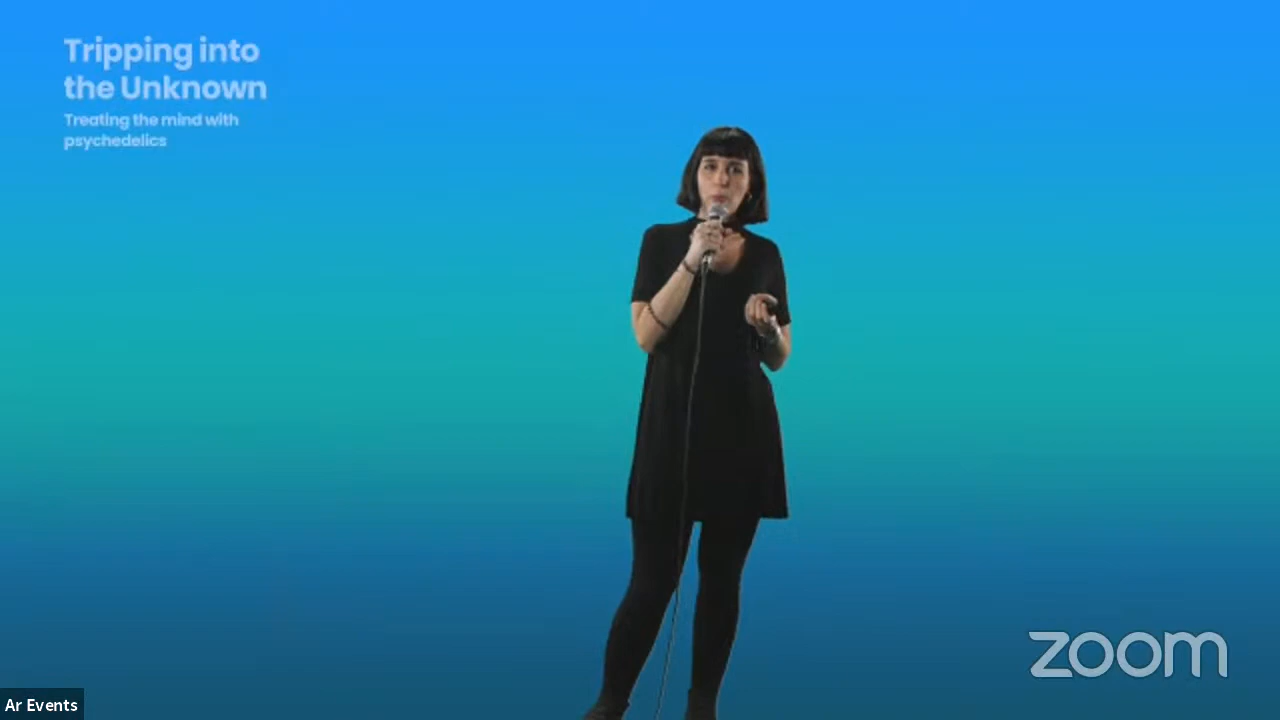 Tripping into
the Unknown
Treating the mind with
psychedelics
zoom
Ar Events